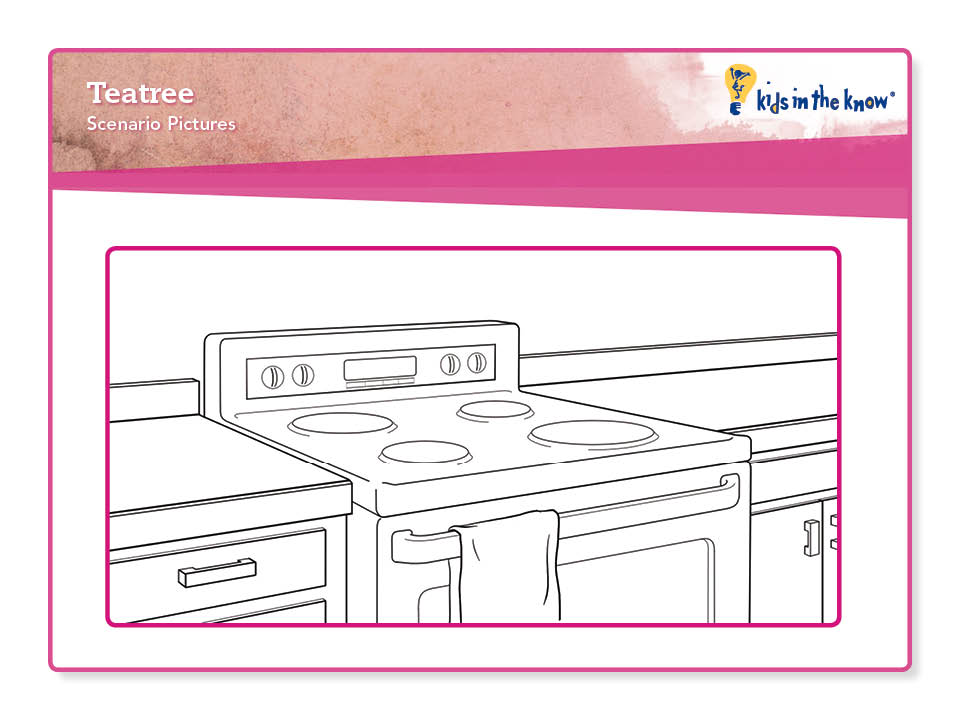 Teatree
Scenario Pictures
kids in the know®